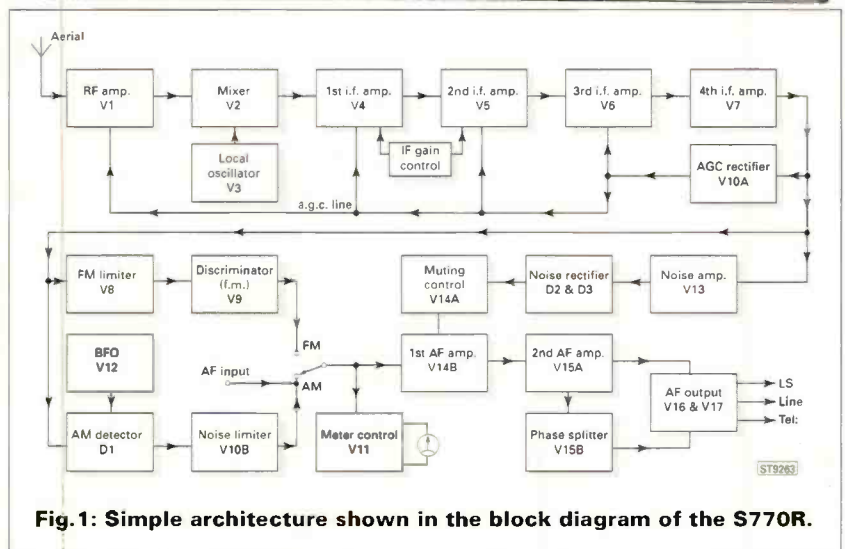 Aerial
RF amp.
V1
Mixer
V2
1st i.f. amp.
V4
2nd i.f. amp.
V5
3rd i.f. amp.
V6
4th i.f. amp.
V7
Local
oscillator
V3
IF gain
control
AGC rectifier
V10A
a.g.c. line
FM limiter
V8
Discriminator
(f.m.)
V9
Muting
control
V14A
Noise rectifier
D2 & D3
Noise amp.
V13
BFO
V12
FM
AF input
AM
1st AF amp.
V14B
2nd AF amp.
V15A
AF output
V16 & V17
LS
Line
Tel:
AM detector
D1
Noise limiter
V10B
Meter control
V11
Phase splitter
V15B
ST9263
Fig.1: Simple architecture shown in the block diagram of the S770R.